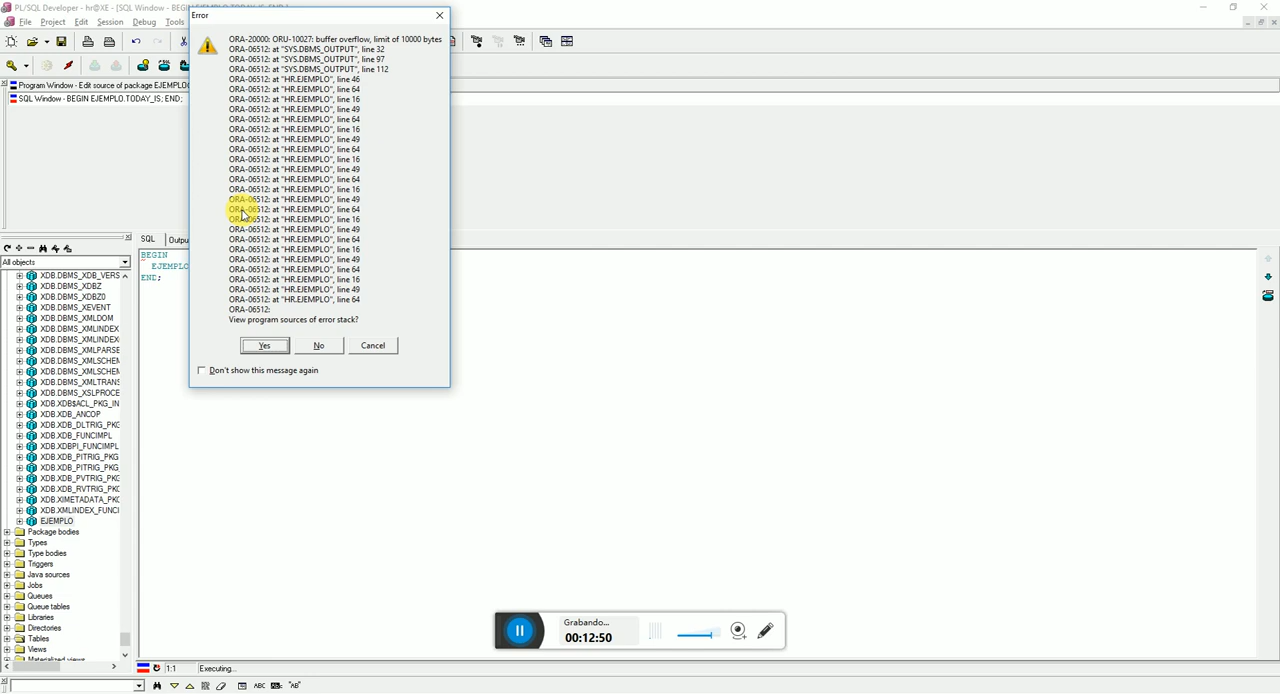 PL/SQL Developer - hr@XE - [SQL Window - BEGIN EJEMPLO.TODAY_IS; END;]
File Project Edit Session Debug Tools
Program Window - Edit source of package EJEMPLO
SQL Window - BEGIN EJEMPLO.TODAY_IS; END;
Error
ORA-20000: ORU-10027: buffer overflow, limit of 10000 bytes
ORA-06512: at "SYS.DBMS_OUTPUT", line 32
ORA-06512: at "SYS.DBMS_OUTPUT", line 97
ORA-06512: at "SYS.DBMS_OUTPUT", line 112
ORA-06512: at "HR.EJEMPLO", line 46
ORA-06512: at "HR.EJEMPLO", line 64
ORA-06512: at "HR.EJEMPLO", line 16
ORA-06512: at "HR.EJEMPLO", line 49
ORA-06512: at "HR.EJEMPLO", line 64
ORA-06512: at "HR.EJEMPLO", line 16
ORA-06512: at "HR.EJEMPLO", line 49
ORA-06512: at "HR.EJEMPLO", line 64
ORA-06512: at "HR.EJEMPLO", line 16
ORA-06512: at "HR.EJEMPLO", line 49
ORA-06512: at "HR.EJEMPLO", line 64
ORA-06512: at "HR.EJEMPLO", line 16
ORA-06512: at "HR.EJEMPLO", line 49
ORA-06512: at "HR.EJEMPLO", line 64
ORA-06512: at "HR.EJEMPLO", line 16
ORA-06512: at "HR.EJEMPLO", line 49
ORA-06512: at "HR.EJEMPLO", line 64
ORA-06512: at "HR.EJEMPLO", line 16
ORA-06512: at "HR.EJEMPLO", line 49
ORA-06512: at "HR.EJEMPLO", line 64
ORA-06512: at "HR.EJEMPLO", line 16
ORA-06512: at "HR.EJEMPLO", line 49
ORA-06512: at "HR.EJEMPLO", line 64
ORA-06512:
View program sources of error stack?
Yes No Cancel
Don't show this message again
SQL Outpu
BEGIN
EJEMPLO
END;
All objects
XDB.DBMS_XDB_VERS
XDB.DBMS_XDBZ
XDB.DBMS_XDBZ0
XDB.DBMS_XEVENT
XDB.DBMS_XMLDOM
XDB.DBMS_XMLINDEX
XDB.DBMS_XMLINDEX
XDB.DBMS_XMLPARSE
XDB.DBMS_XMLSCHEM
XDB.DBMS_XMLSCHEM
XDB.DBMS_XMLTRANS
XDB.DBMS_XSLPROCE
XDB.XDB$ACL_PKG_IN
XDB.XDB_ANCOP
XDB.XDB_DLTRIG_PKG
XDB.XDB_FUNCIMPL
XDB.XDBPI_FUNCIMPL
XDB.XDB_PITRIG_PKG
XDB.XDB_PITRIG_PKG
XDB.XDB_PVTRIG_PKG
XDB.XDB_RVTRIG_PKG
XDB.XIMETADATA_PKG
XDB.XMLINDEX_FUNCI
EJEMPLO
Package bodies
Types
Type bodies
Triggers
Java sources
Jobs
Queues
Queue tables
Libraries
Directories
Tables
Views
Materialized views
Grabando...
00:12:50
1:1 Executing...
ABC "AB"